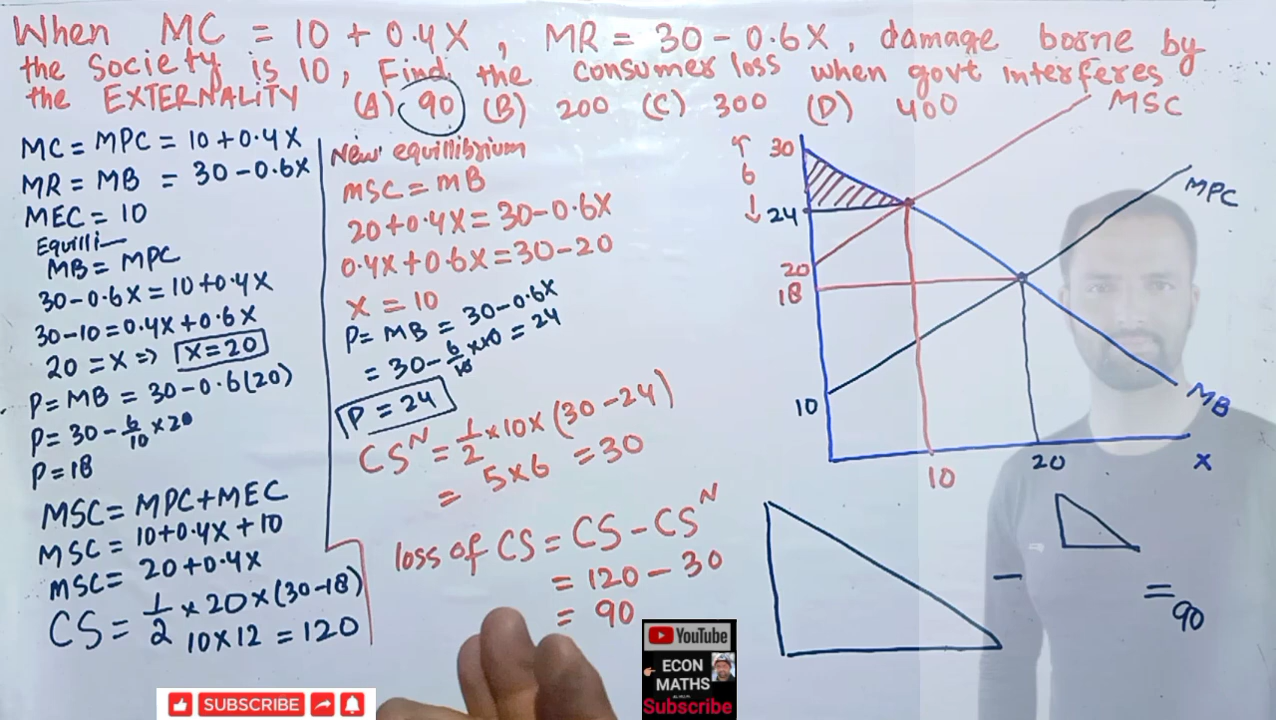 When MC = 10 + 0.4X , MR = 30 - 0.6X , damage borne by
the society is 10, Find the consumer loss when govt interferes
the EXTERNALITY (A) 90 (B) 200 (C) 300 (D) 400
MC = MPC = 10 + 0.4X
MR = MB = 30 - 0.6X
MEC = 10
Equilli—
MB = MPC
30 - 0.6X = 10 + 0.4X
30 - 10 = 0.4X + 0.6X
20 = X => X = 20
P = MB = 30 - 0.6(20)
P = 30 - 6/10 × 20
P = 18
MSC = MPC + MEC
MSC = 10 + 0.4X + 10
MSC = 20 + 0.4X
CS = 1/2 × 20 × (30 - 18)
10 × 12 = 120
New equillibrium
MSC = MB
20 + 0.4X = 30 - 0.6X
0.4X + 0.6X = 30 - 20
X = 10
P = MB = 30 - 0.6X
= 30 - 6/10 × 10 = 24
P = 24
CS^N = 1/2 × 10 × (30 - 24)
= 5 × 6 = 30
loss of CS = CS - CS^N
= 120 - 30
= 90
MSC
MPC
MB
30
6
24
20
18
10
10
20
X
— =
90
YouTube
ECON
MATHS
Subscribe
SUBSCRIBE